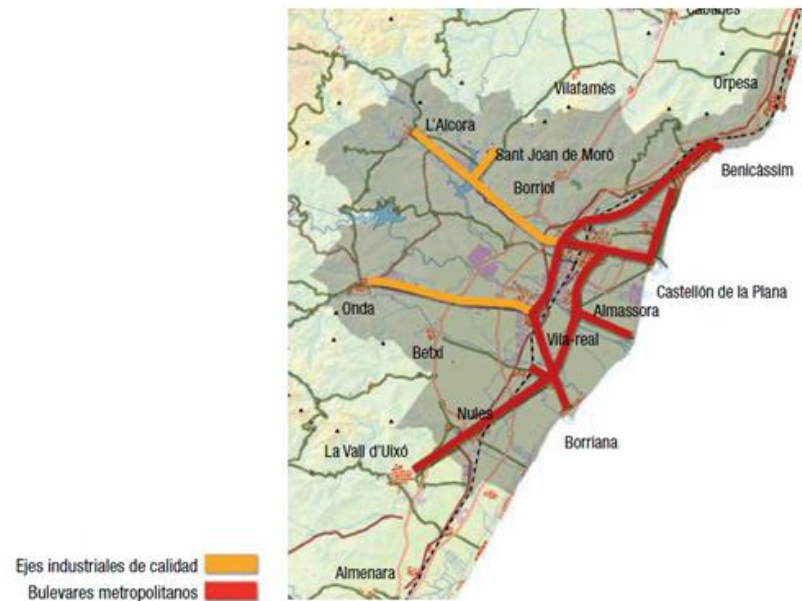 Cabanes
Orpesa
Vilafamés
L'Alcora
Sant Joan de Moró
Benicàssim
Borriol
Castellón de la Plana
Onda
Almassora
Vila-real
Betxí
Nules
Borriana
La Vall d'Uixó
Almenara
Ejes industriales de calidad
Bulevares metropolitanos